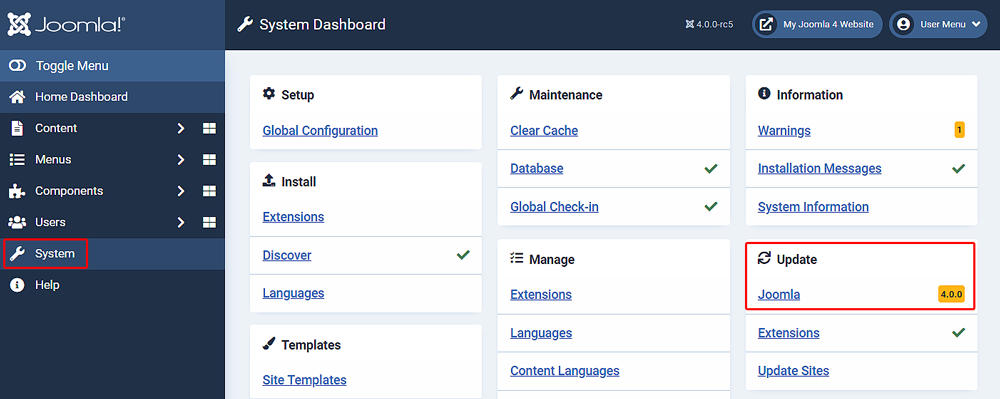 Joomla!®
System Dashboard
4.0.0-rc5
My Joomla 4 Website
User Menu
Toggle Menu
Home Dashboard
Content
Menus
Components
Users
System
Help
Setup
Global Configuration
Install
Extensions
Discover
Languages
Templates
Site Templates
Maintenance
Clear Cache
Database
Global Check-in
Manage
Extensions
Languages
Content Languages
Information
Warnings 1
Installation Messages
System Information
Update
Joomla 4.0.0
Extensions
Update Sites